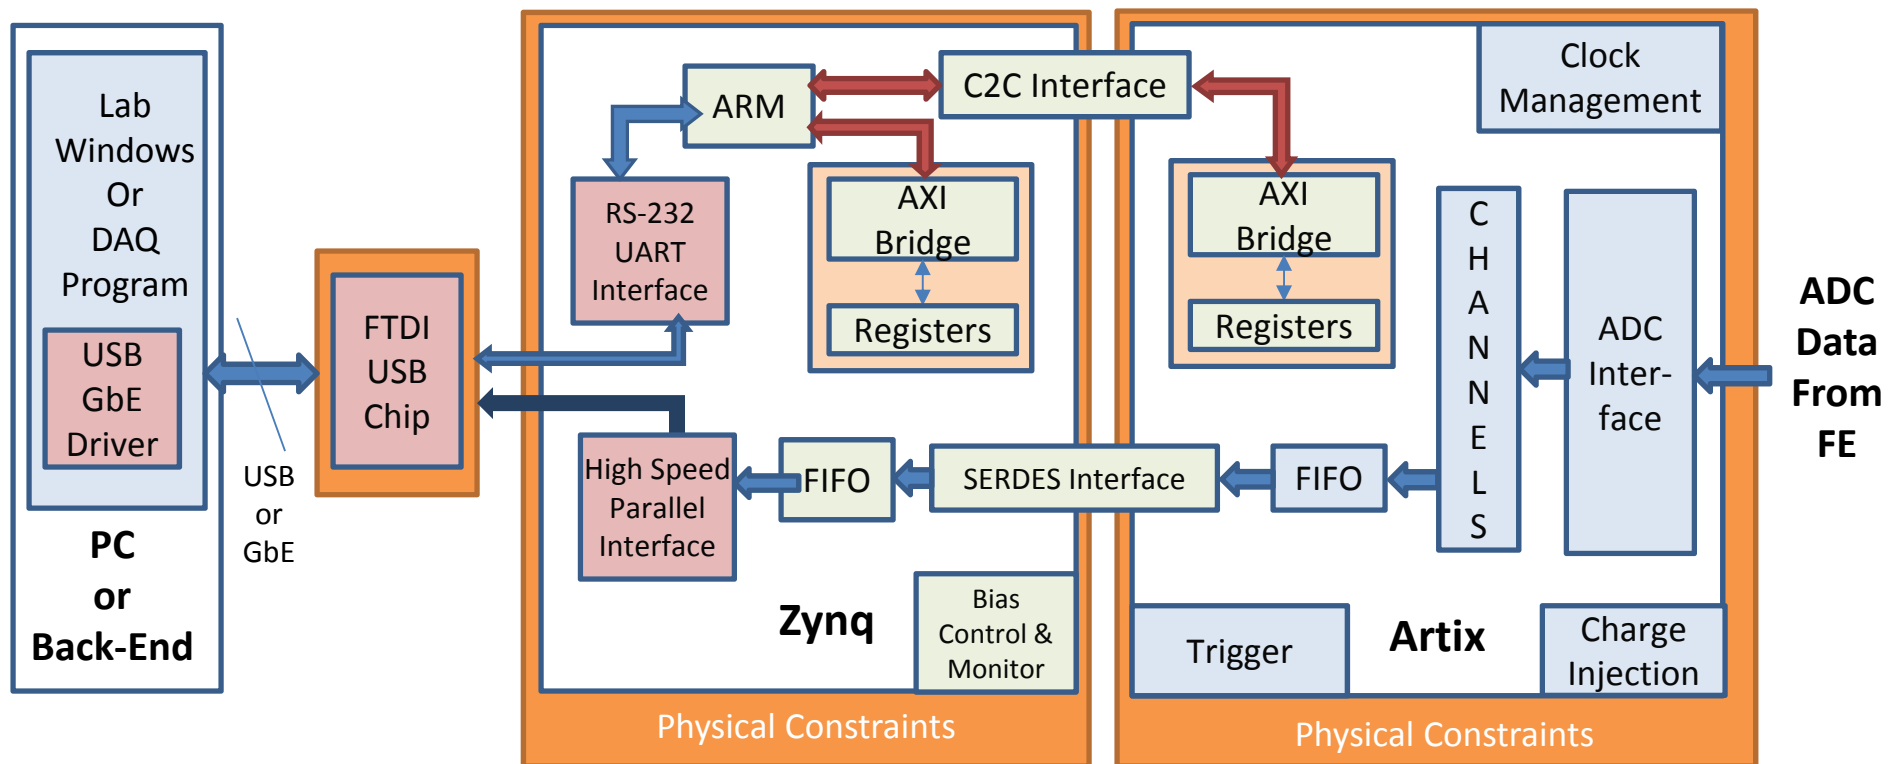 Lab
Windows
Or
DAQ
Program
USB
GbE
Driver
PC
or
Back-End
USB
or
GbE
FTDI
USB
Chip
ARM
RS-232
UART
Interface
AXI
Bridge
Registers
High Speed
Parallel
Interface
FIFO
Zynq
Bias
Control &
Monitor
Physical Constraints
C2C Interface
SERDES Interface
Clock
Management
AXI
Bridge
Registers
FIFO
C
H
A
N
N
E
L
S
ADC
Inter-
face
Trigger
Artix
Charge
Injection
Physical Constraints
ADC
Data
From
FE